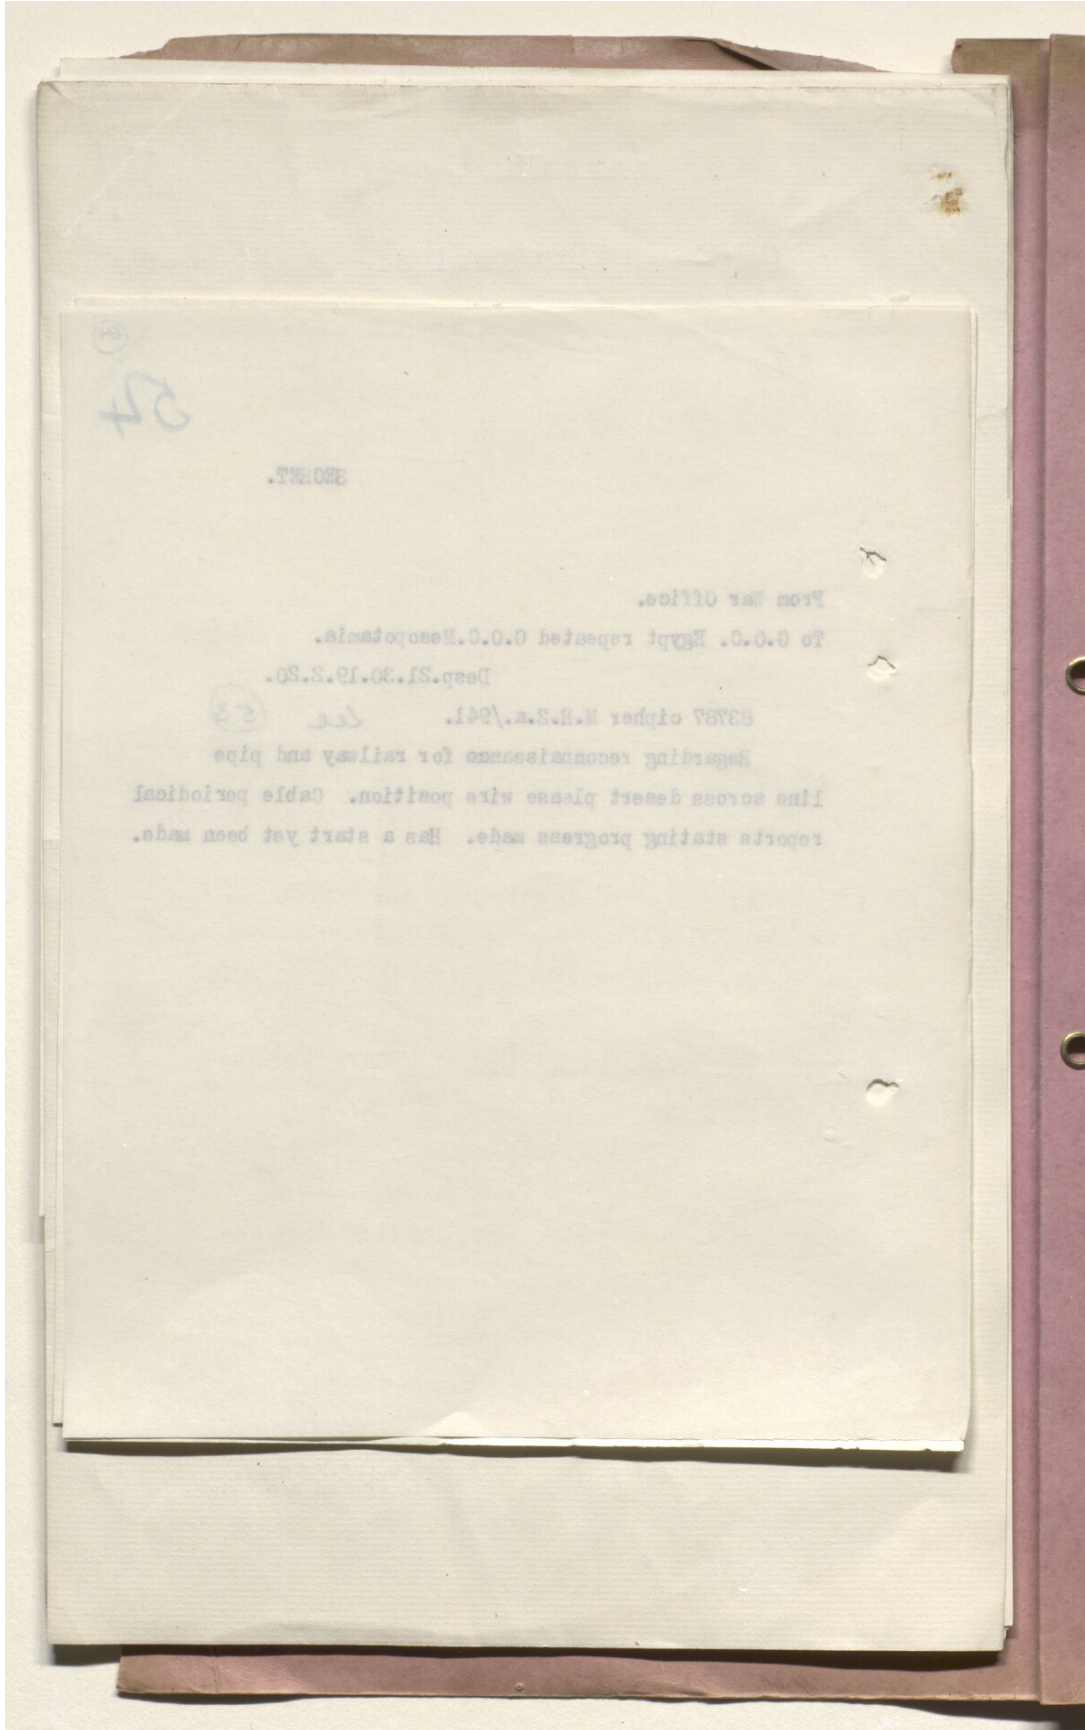 54
SECRET.
From War Office.
To G.O.C. Egypt repeated G.O.C.Mesopotamia.
Desp.21.30.19.2.20.
83787 cipher M.R.2.a./941. See 53
Regarding reconnaissance for railway and pipe
line across desert please wire position. Cable periodical
reports stating progress made. Has a start yet been made.